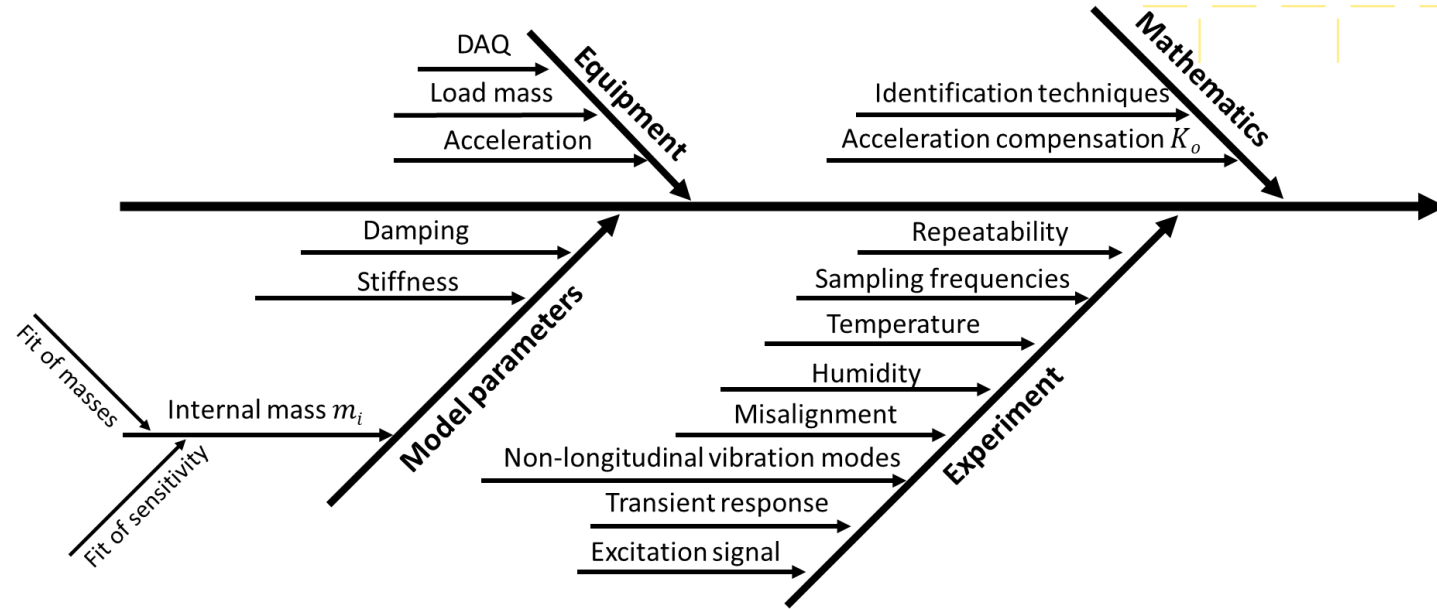 DAQ
Load mass
Acceleration
Equipment
Identification techniques
Acceleration compensation K_o
Mathematics
Damping
Stiffness
Fit of masses
Internal mass m_i
Fit of sensitivity
Model parameters
Repeatability
Sampling frequencies
Temperature
Humidity
Misalignment
Non-longitudinal vibration modes
Transient response
Excitation signal
Experiment